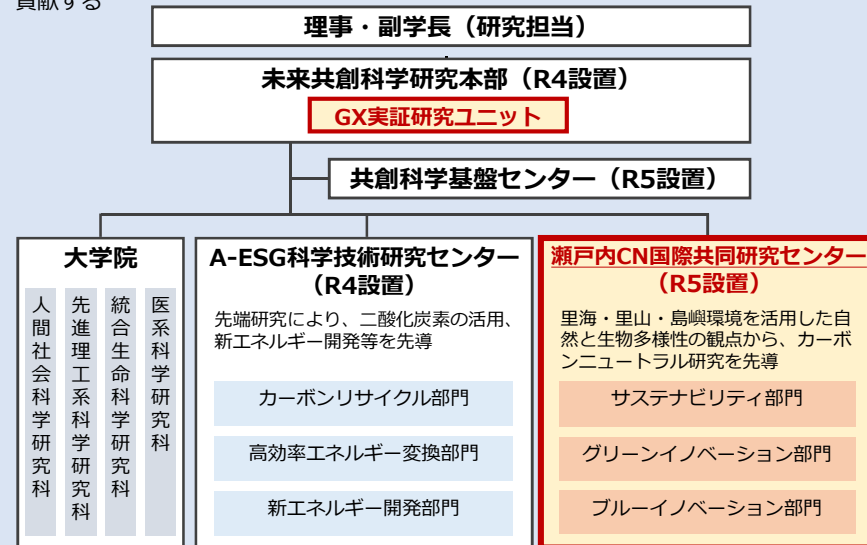 貢献する
理事・副学長（研究担当）
未来共創科学研究本部（R4設置）
GX実証研究ユニット
共創科学基盤センター（R5設置）
大学院
人間社会科学研究科
先進理工系科学研究科
統合生命科学研究科
医系科学研究科
A-ESG科学技術研究センター
（R4設置）
先端研究により、二酸化炭素の活用、
新エネルギー開発等を先導
カーボンリサイクル部門
高効率エネルギー変換部門
新エネルギー開発部門
瀬戸内CN国際共同研究センター
（R5設置）
里海・里山・島嶼環境を活用した自
然と生物多様性の観点から、カーボ
ンニュートラル研究を先導
サステナビリティ部門
グリーンイノベーション部門
ブルーイノベーション部門